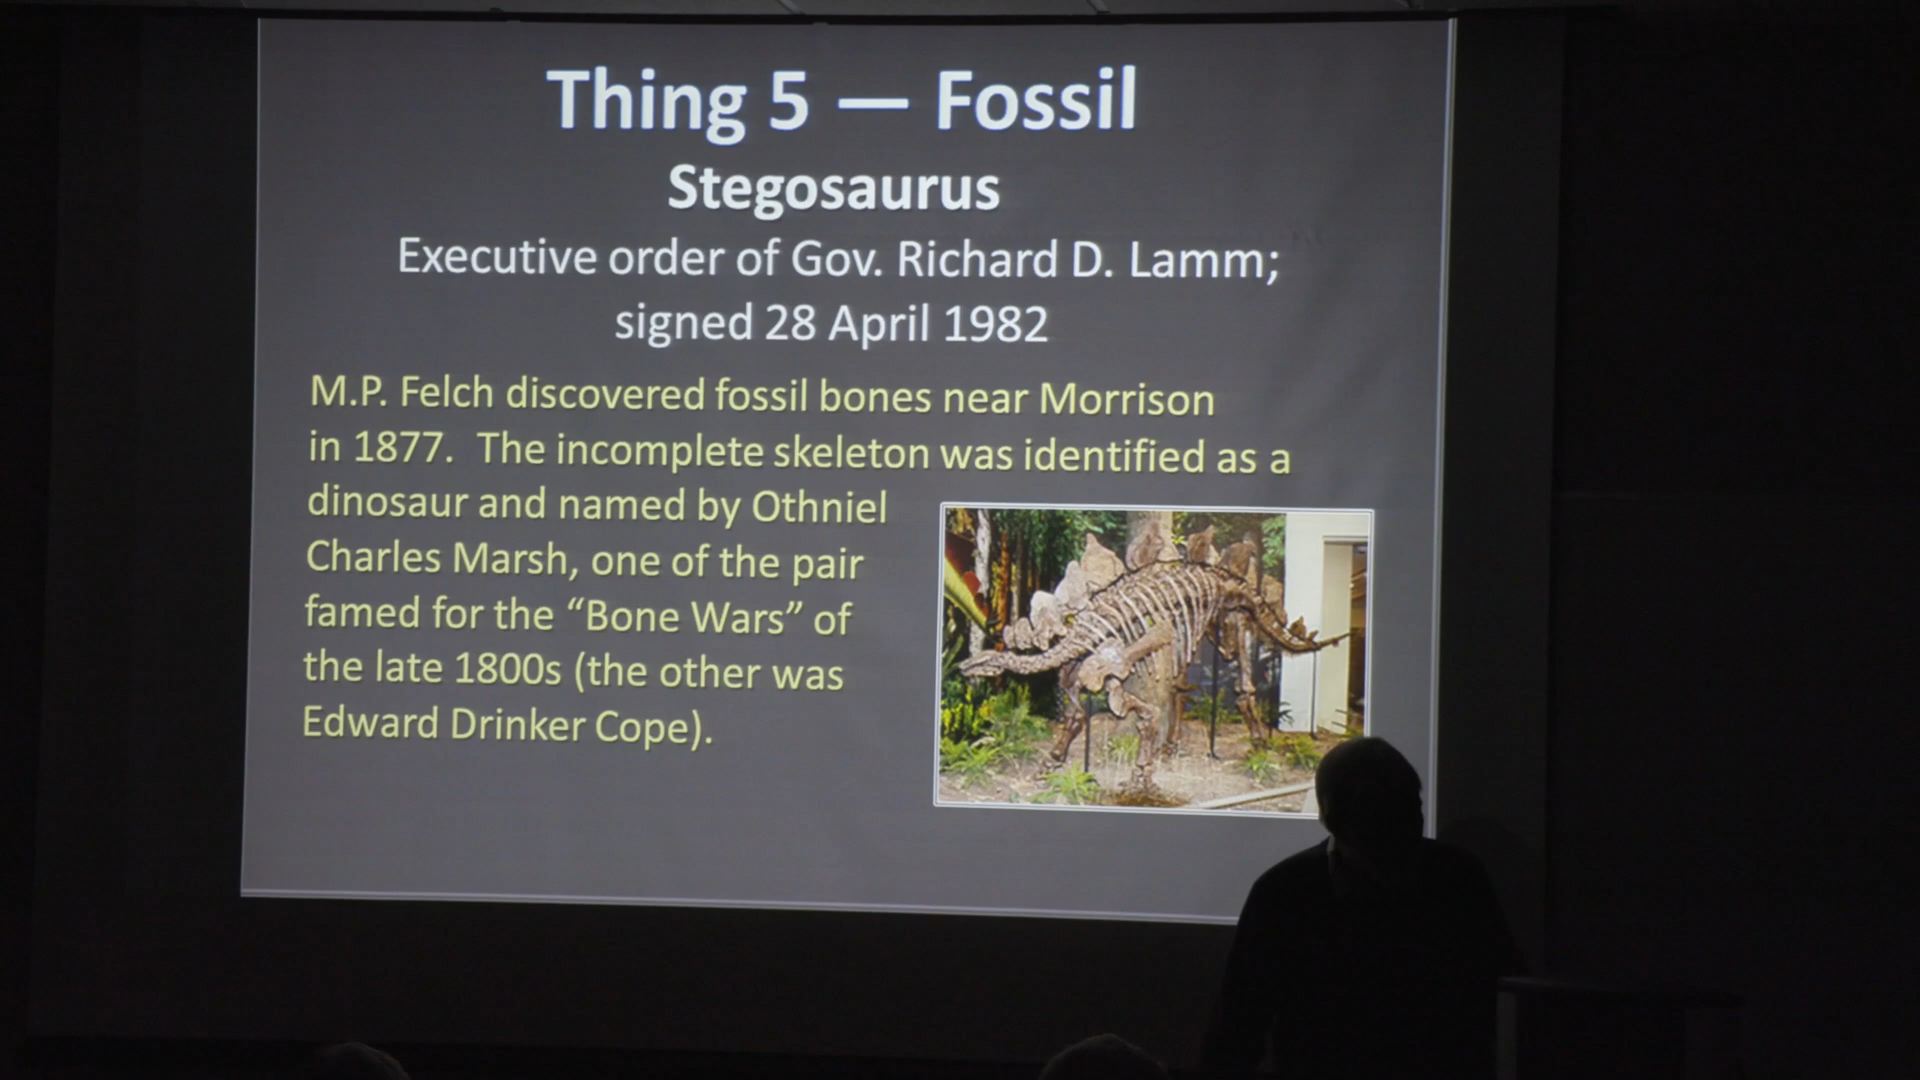 Thing 5 — Fossil
Stegosaurus
Executive order of Gov. Richard D. Lamm;
signed 28 April 1982
M.P. Felch discovered fossil bones near Morrison
in 1877. The incomplete skeleton was identified as a
dinosaur and named by Othniel
Charles Marsh, one of the pair
famed for the “Bone Wars” of
the late 1800s (the other was
Edward Drinker Cope).